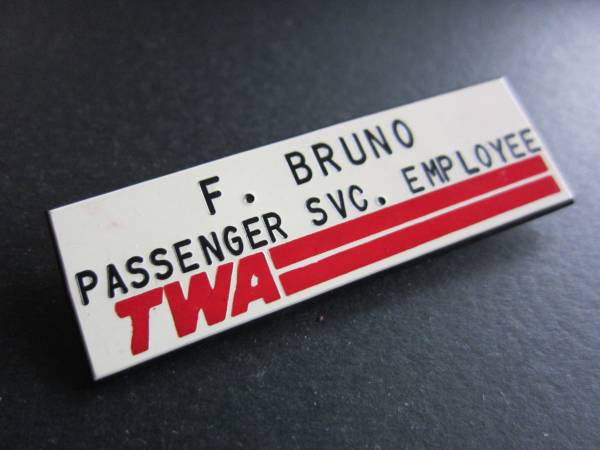 F. BRUNO
PASSENGER SVC. EMPLOYEE
TWA